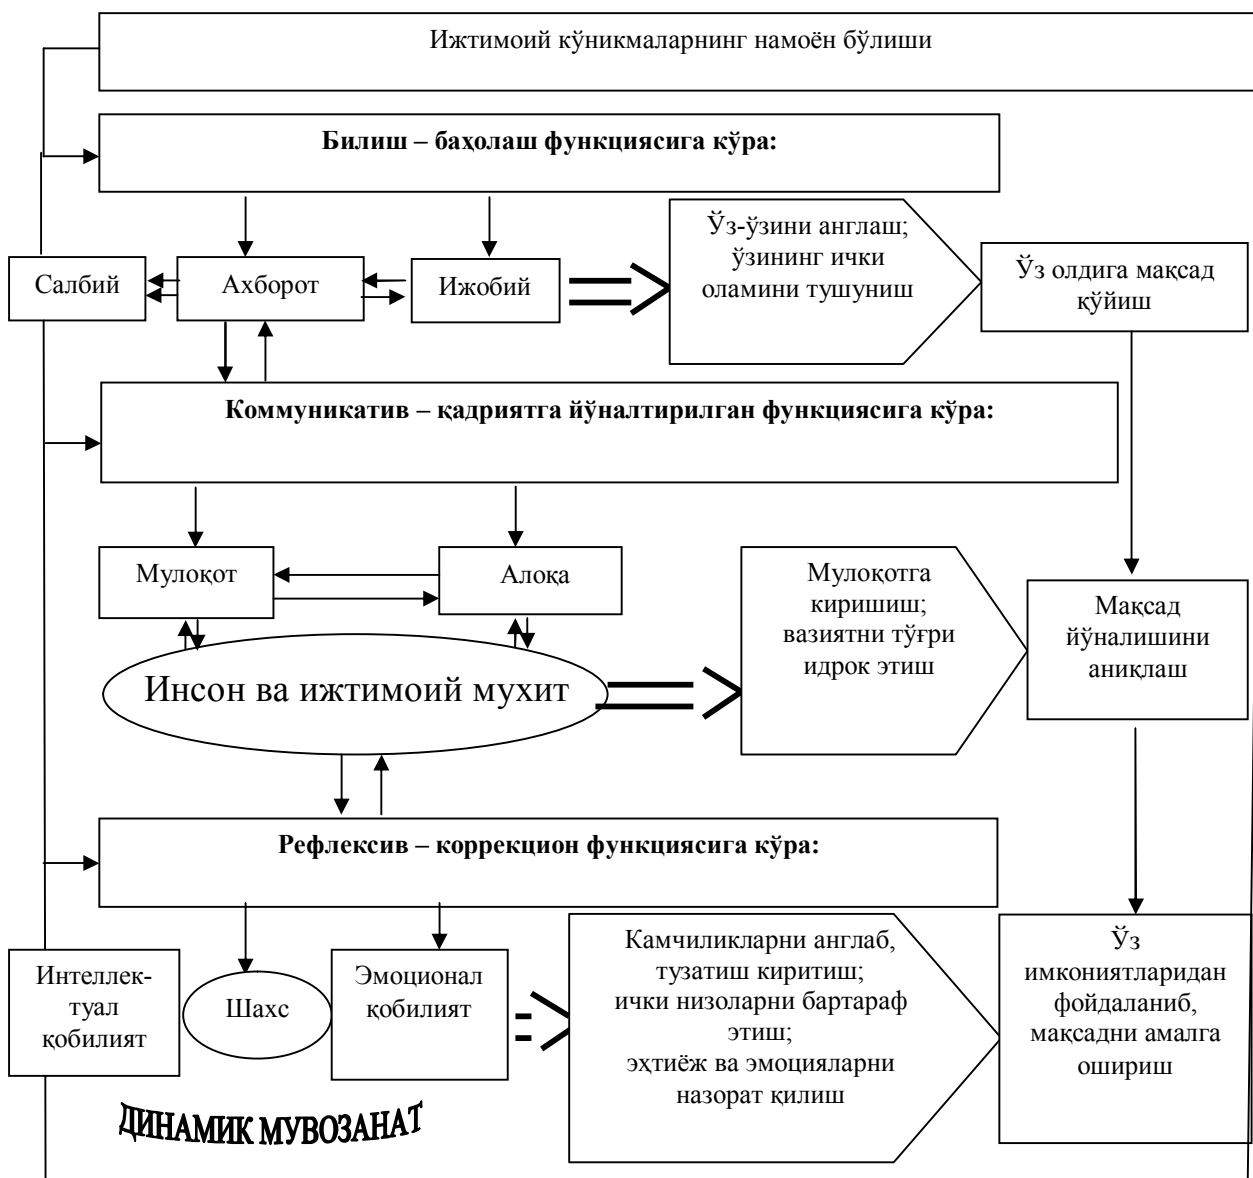 Ижтимоий кўникмаларнинг намоён бўлиши
Билиш – баҳолаш функциясига кўра:
Салбий
Ахборот
Ижобий
Ўз-ўзини англаш;
ўзининг ички
оламини тушуниш
Ўз олдига мақсад
қўйиш
Коммуникатив – қадриятга йўналтирилган функциясига кўра:
Мулоқот
Алоқа
Мулоқотга
киришиш;
вазиятни тўғри
идрок этиш
Мақсад
йўналишини
аниқлаш
Инсон ва ижтимоий мухит
Рефлексив – коррекцион функциясига кўра:
Интеллек-
туал
қобилият
Шахс
Эмоционал
қобилият
Камчиликларни англаб,
тузатиш киритиш;
ички низоларни бартараф
этиш;
эҳтиёж ва эмоцияларни
назорат қилиш
Ўз
имкониятларидан
фойдаланиб,
мақсадни амалга
ошириш
ДИНАМИК МУВОЗАНАТ